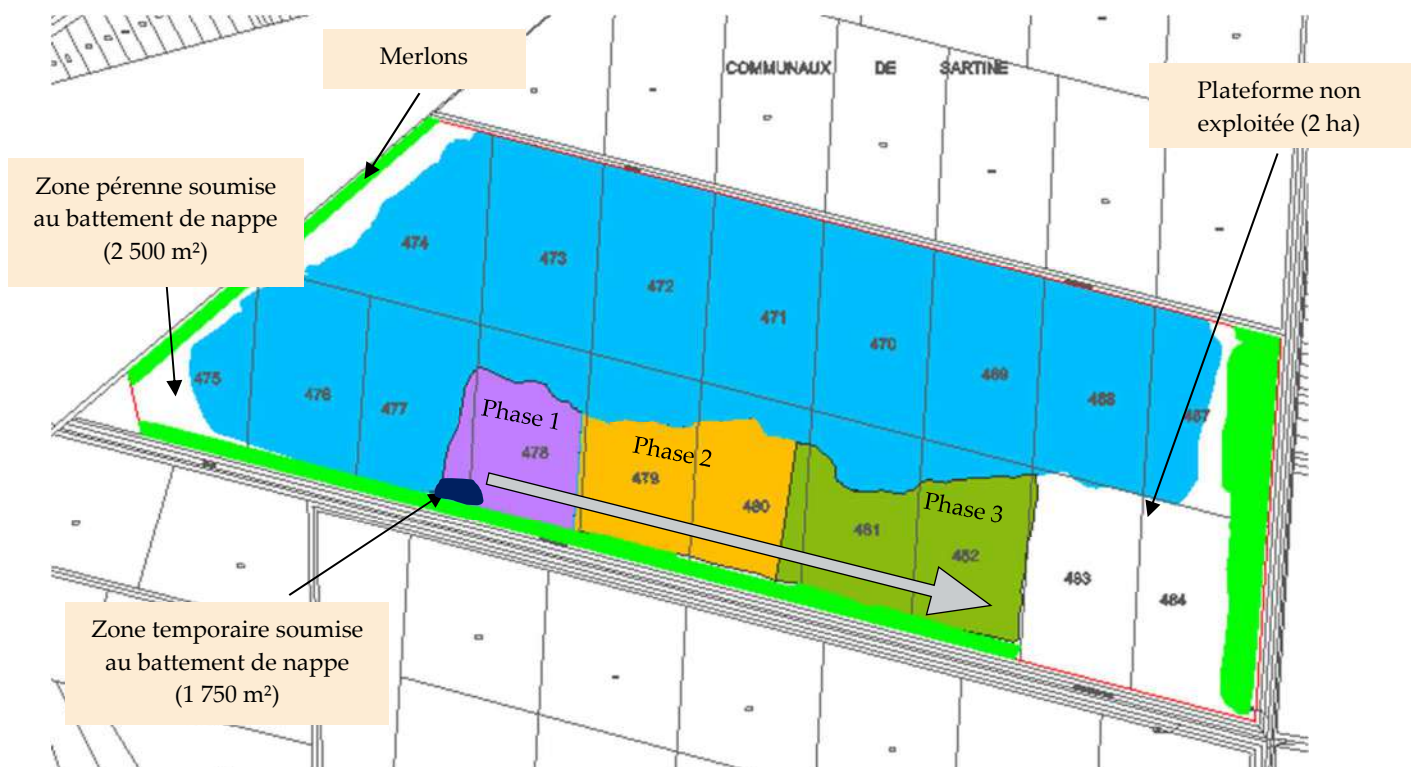 Merlons
COMMUNAUX DE SARTINE
Plateforme non
exploitée (2 ha)
Zone pérenne soumise
au battement de nappe
(2 500 m²)
474
473
472
471
470
469
468
467
475
476
477
Phase 1
478
Phase 2
479
480
Phase 3
481
482
483
484
Zone temporaire soumise
au battement de nappe
(1 750 m²)